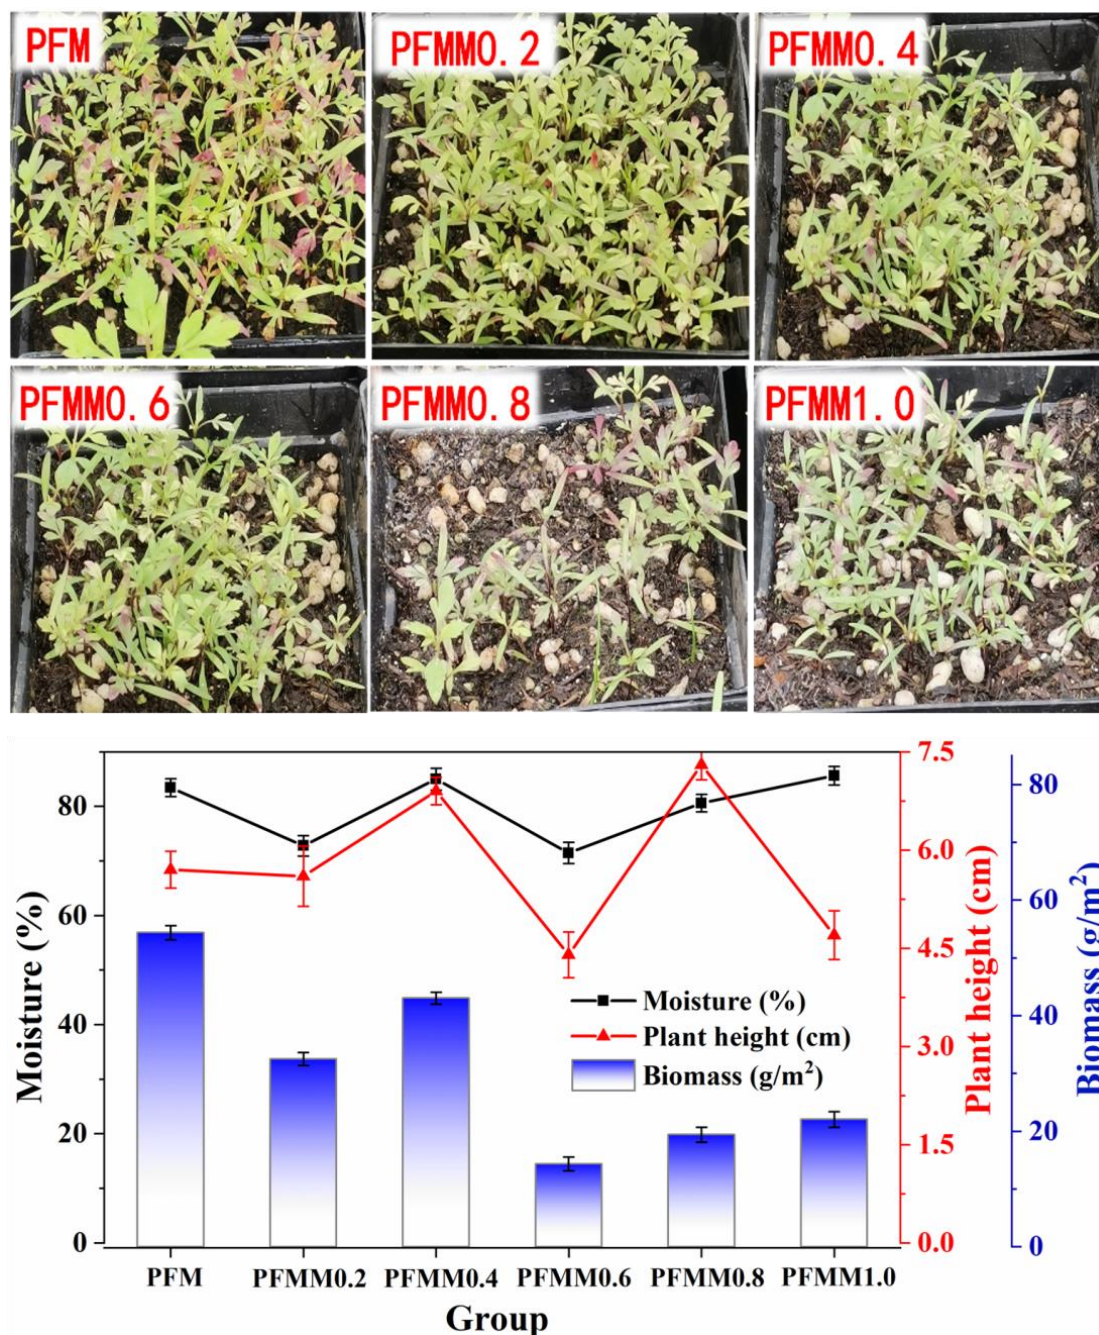 PFM
PFMM0.2
PFMM0.4
PFMM0.6
PFMM0.8
PFMM1.0
Moisture (%)
0
20
40
60
80
Plant height (cm)
0.0
1.5
3.0
4.5
6.0
7.5
Biomass (g/m²)
0
20
40
60
80
Moisture (%)
Plant height (cm)
Biomass (g/m²)
PFM PFMM0.2 PFMM0.4 PFMM0.6 PFMM0.8 PFMM1.0
Group